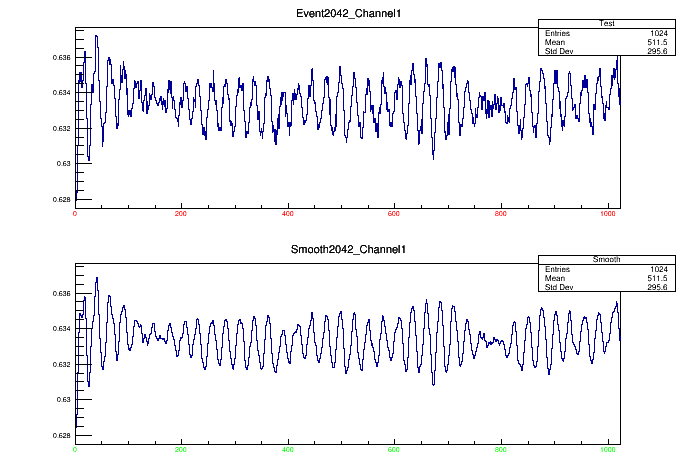 Event2042_Channel1
Test
Entries 1024
Mean 511.5
Std Dev 295.6
0.636
0.634
0.632
0.63
0.628
0 200 400 600 800 1000
Smooth2042_Channel1
Smooth
Entries 1024
Mean 511.5
Std Dev 295.6
0.636
0.634
0.632
0.63
0.628
0 200 400 600 800 1000